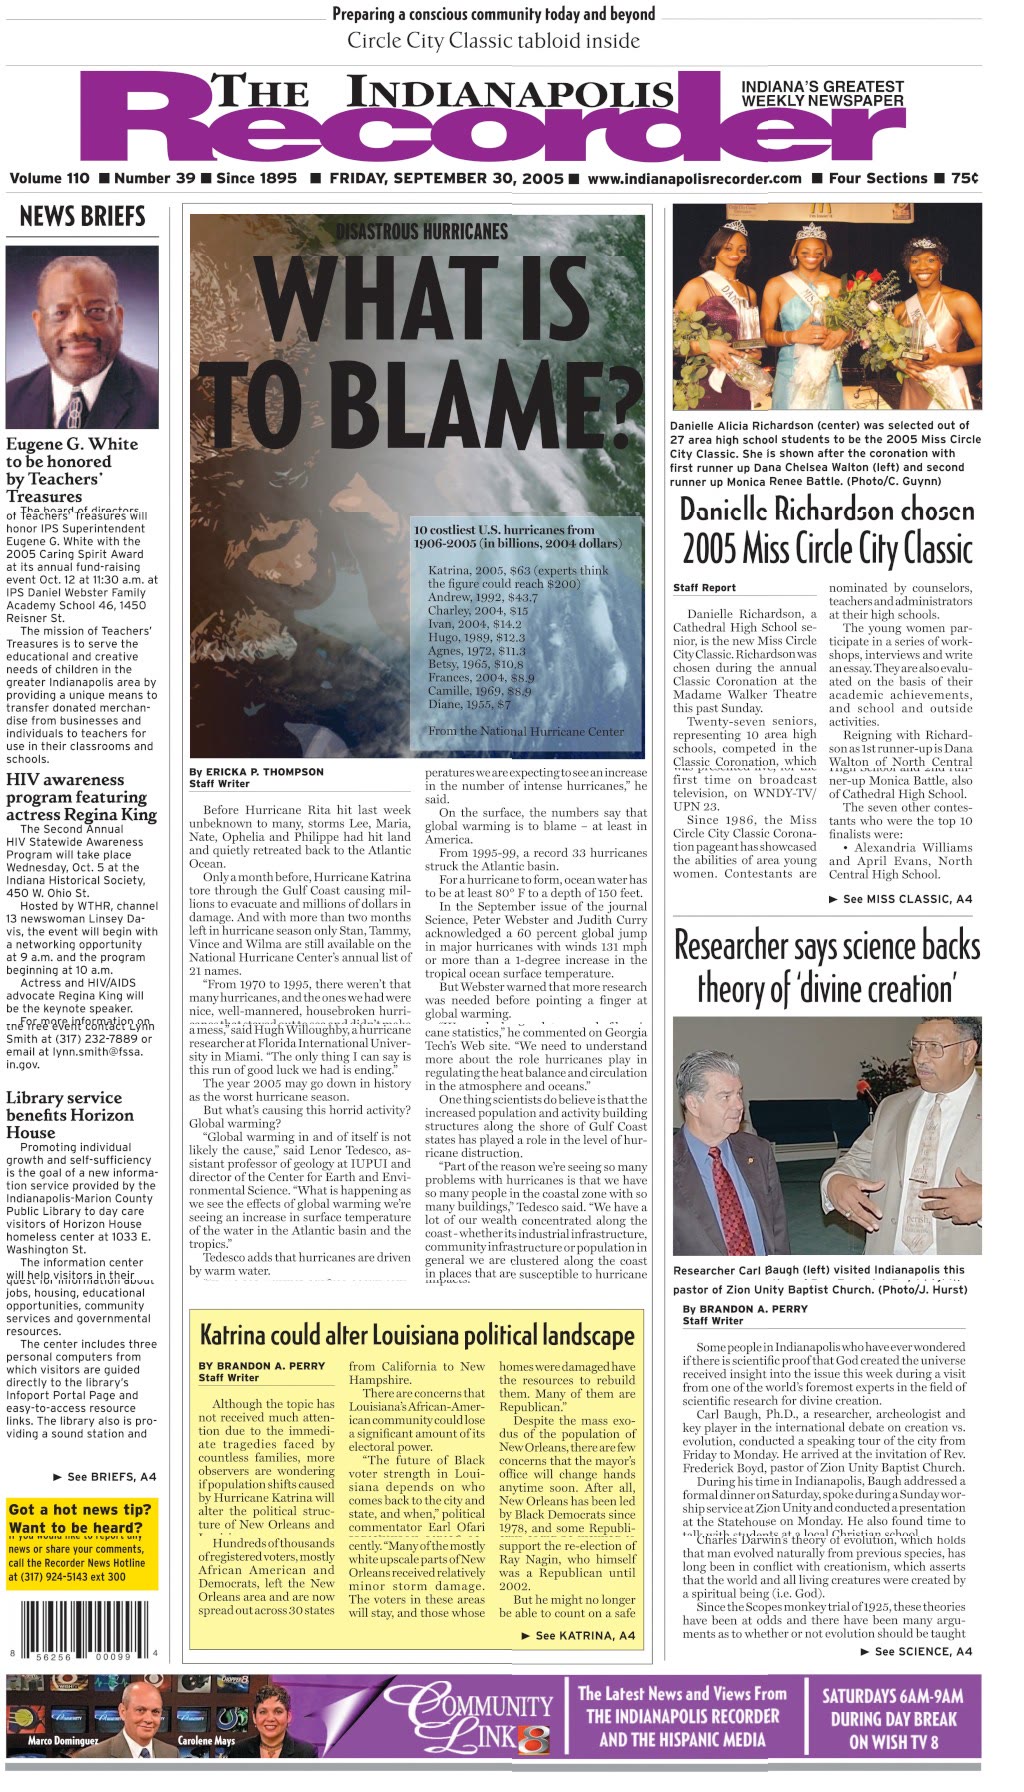 Preparing a conscious community today and beyond
Circle City Classic tabloid inside
THE INDIANAPOLIS
Recorder
INDIANA'S GREATEST
WEEKLY NEWSPAPER
Volume 110 ■ Number 39 ■ Since 1895 ■ FRIDAY, SEPTEMBER 30, 2005 ■ www.indianapolisrecorder.com ■ Four Sections ■ 75¢
NEWS BRIEFS
Eugene G. White
to be honored
by Teachers'
Treasures
The board of directors
of Teachers' Treasures will
honor IPS Superintendent
Eugene G. White with the
2005 Caring Spirit Award
at its annual fund-raising
event Oct. 12 at 11:30 a.m. at
IPS Daniel Webster Family
Academy School 46, 1450
Reisner St.
The mission of Teachers'
Treasures is to serve the
educational and creative
needs of children in the
greater Indianapolis area by
providing a unique means to
transfer donated merchan-
dise from businesses and
individuals to teachers for
use in their classrooms and
schools.
HIV awareness
program featuring
actress Regina King
The Second Annual
HIV Statewide Awareness
Program will take place
Wednesday, Oct. 5 at the
Indiana Historical Society,
450 W. Ohio St.
Hosted by WTHR, channel
13 newswoman Linsey Da-
vis, the event will begin with
a networking opportunity
at 9 a.m. and the program
beginning at 10 a.m.
Actress and HIV/AIDS
advocate Regina King will
be the keynote speaker.
For more information on
the free event contact Lynn
Smith at (317) 232-7889 or
email at lynn.smith@fssa.
in.gov.
Library service
benefits Horizon
House
Promoting individual
growth and self-sufficiency
is the goal of a new informa-
tion service provided by the
Indianapolis-Marion County
Public Library to day care
visitors of Horizon House
homeless center at 1033 E.
Washington St.
The information center
will help visitors in their
quest for information about
jobs, housing, educational
opportunities, community
services and governmental
resources.
The center includes three
personal computers from
which visitors are guided
directly to the library's
Infoport Portal Page and
easy-to-access resource
links. The library also is pro-
viding a sound station and
► See BRIEFS, A4
Got a hot news tip?
Want to be heard?
If you would like to report any
news or share your comments,
call the Recorder News Hotline
at (317) 924-5143 ext 300
8 56256 00099 4
DISASTROUS HURRICANES
WHAT IS
TO BLAME?
10 costliest U.S. hurricanes from
1906-2005 (in billions, 2004 dollars)
Katrina, 2005, $63 (experts think
the figure could reach $200)
Andrew, 1992, $43.7
Charley, 2004, $15
Ivan, 2004, $14.2
Hugo, 1989, $12.3
Agnes, 1972, $11.3
Betsy, 1965, $10.8
Frances, 2004, $8.9
Camille, 1969, $8.9
Diane, 1955, $7
From the National Hurricane Center
By ERICKA P. THOMPSON
Staff Writer
Before Hurricane Rita hit last week
unbeknown to many, storms Lee, Maria,
Nate, Ophelia and Philippe had hit land
and quietly retreated back to the Atlantic
Ocean.
Only a month before, Hurricane Katrina
tore through the Gulf Coast causing mil-
lions to evacuate and millions of dollars in
damage. And with more than two months
left in hurricane season only Stan, Tammy,
Vince and Wilma are still available on the
National Hurricane Center's annual list of
21 names.
"From 1970 to 1995, there weren't that
many hurricanes, and the ones we had were
nice, well-mannered, housebroken hurri-
canes that stayed out to sea and didn't make
a mess," said Hugh Willoughby, a hurricane
researcher at Florida International Univer-
sity in Miami. "The only thing I can say is
this run of good luck we had is ending."
The year 2005 may go down in history
as the worst hurricane season.
But what's causing this horrid activity?
Global warming?
"Global warming in and of itself is not
likely the cause," said Lenor Tedesco, as-
sistant professor of geology at IUPUI and
director of the Center for Earth and Envi-
ronmental Science. "What is happening as
we see the effects of global warming we're
seeing an increase in surface temperature
of the water in the Atlantic basin and the
tropics."
Tedesco adds that hurricanes are driven
by warm water.
peratures we are expecting to see an increase
in the number of intense hurricanes," he
said.
On the surface, the numbers say that
global warming is to blame – at least in
America.
From 1995-99, a record 33 hurricanes
struck the Atlantic basin.
For a hurricane to form, ocean water has
to be at least 80° F to a depth of 150 feet.
In the September issue of the journal
Science, Peter Webster and Judith Curry
acknowledged a 60 percent global jump
in major hurricanes with winds 131 mph
or more than a 1-degree increase in the
tropical ocean surface temperature.
But Webster warned that more research
was needed before pointing a finger at
global warming.
cane statistics," he commented on Georgia
Tech's Web site. "We need to understand
more about the role hurricanes play in
regulating the heat balance and circulation
in the atmosphere and oceans."
One thing scientists do believe is that the
increased population and activity building
structures along the shore of Gulf Coast
states has played a role in the level of hur-
ricane distruction.
"Part of the reason we're seeing so many
problems with hurricanes is that we have
so many people in the coastal zone with so
many buildings," Tedesco said. "We have a
lot of our wealth concentrated along the
coast - whether its industrial infrastructure,
community infrastructure or population in
general we are clustered along the coast
in places that are susceptible to hurricane
impacts.
Katrina could alter Louisiana political landscape
BY BRANDON A. PERRY
Staff Writer
Although the topic has
not received much atten-
tion due to the immedi-
ate tragedies faced by
countless families, more
observers are wondering
if population shifts caused
by Hurricane Katrina will
alter the political struc-
ture of New Orleans and
Hundreds of thousands
of registered voters, mostly
African American and
Democrats, left the New
Orleans area and are now
spread out across 30 states
from California to New
Hampshire.
There are concerns that
Louisiana's African-Amer-
ican community could lose
a significant amount of its
electoral power.
"The future of Black
voter strength in Loui-
siana depends on who
comes back to the city and
state, and when," political
commentator Earl Ofari
cently. "Many of the mostly
white upscale parts of New
Orleans received relatively
minor storm damage.
The voters in these areas
will stay, and those whose
homes were damaged have
the resources to rebuild
them. Many of them are
Republican."
Despite the mass exo-
dus of the population of
New Orleans, there are few
concerns that the mayor's
office will change hands
anytime soon. After all,
New Orleans has been led
by Black Democrats since
1978, and some Republi-
support the re-election of
Ray Nagin, who himself
was a Republican until
2002.
But he might no longer
be able to count on a safe
► See KATRINA, A4
Danielle Alicia Richardson (center) was selected out of
27 area high school students to be the 2005 Miss Circle
City Classic. She is shown after the coronation with
first runner up Dana Chelsea Walton (left) and second
runner up Monica Renee Battle. (Photo/C. Guynn)
Danielle Richardson chosen
2005 Miss Circle City Classic
Staff Report
Danielle Richardson, a
Cathedral High School se-
nior, is the new Miss Circle
City Classic. Richardson was
chosen during the annual
Classic Coronation at the
Madame Walker Theatre
this past Sunday.
Twenty-seven seniors,
representing 10 area high
schools, competed in the
Classic Coronation, which
was presented live, for the
first time on broadcast
television, on WNDY-TV/
UPN 23.
Since 1986, the Miss
Circle City Classic Corona-
tion pageant has showcased
the abilities of area young
women. Contestants are
nominated by counselors,
teachers and administrators
at their high schools.
The young women par-
ticipate in a series of work-
shops, interviews and write
an essay. They are also evalu-
ated on the basis of their
academic achievements,
and school and outside
activities.
Reigning with Richard-
son as 1st runner-up is Dana
Walton of North Central
High School and 2nd run-
ner-up Monica Battle, also
of Cathedral High School.
The seven other contes-
tants who were the top 10
finalists were:
• Alexandria Williams
and April Evans, North
Central High School.
► See MISS CLASSIC, A4
Researcher says science backs
theory of 'divine creation'
Researcher Carl Baugh (left) visited Indianapolis this
pastor of Zion Unity Baptist Church. (Photo/J. Hurst)
By BRANDON A. PERRY
Staff Writer
Some people in Indianapolis who have ever wondered
if there is scientific proof that God created the universe
received insight into the issue this week during a visit
from one of the world's foremost experts in the field of
scientific research for divine creation.
Carl Baugh, Ph.D., a researcher, archeologist and
key player in the international debate on creation vs.
evolution, conducted a speaking tour of the city from
Friday to Monday. He arrived at the invitation of Rev.
Frederick Boyd, pastor of Zion Unity Baptist Church.
During his time in Indianapolis, Baugh addressed a
formal dinner on Saturday, spoke during a Sunday wor-
ship service at Zion Unity and conducted a presentation
at the Statehouse on Monday. He also found time to
talk with students at a local Christian school.
Charles Darwin's theory of evolution, which holds
that man evolved naturally from previous species, has
long been in conflict with creationism, which asserts
that the world and all living creatures were created by
a spiritual being (i.e. God).
Since the Scopes monkey trial of 1925, these theories
have been at odds and there have been many argu-
ments as to whether or not evolution should be taught
► See SCIENCE, A4
Marco Dominguez
Carolene Mays
COMMUNITY
LINK 8
The Latest News and Views From
THE INDIANAPOLIS RECORDER
AND THE HISPANIC MEDIA
SATURDAYS 6AM-9AM
DURING DAY BREAK
ON WISH TV 8